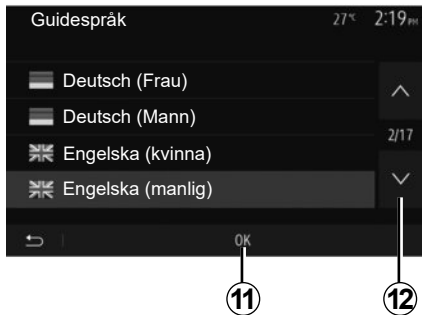 Guidespråk 27°C 2:19PM
Deutsch (Frau)
Deutsch (Mann)
2/17
Engelska (kvinna)
Engelska (manlig)
OK
11 12